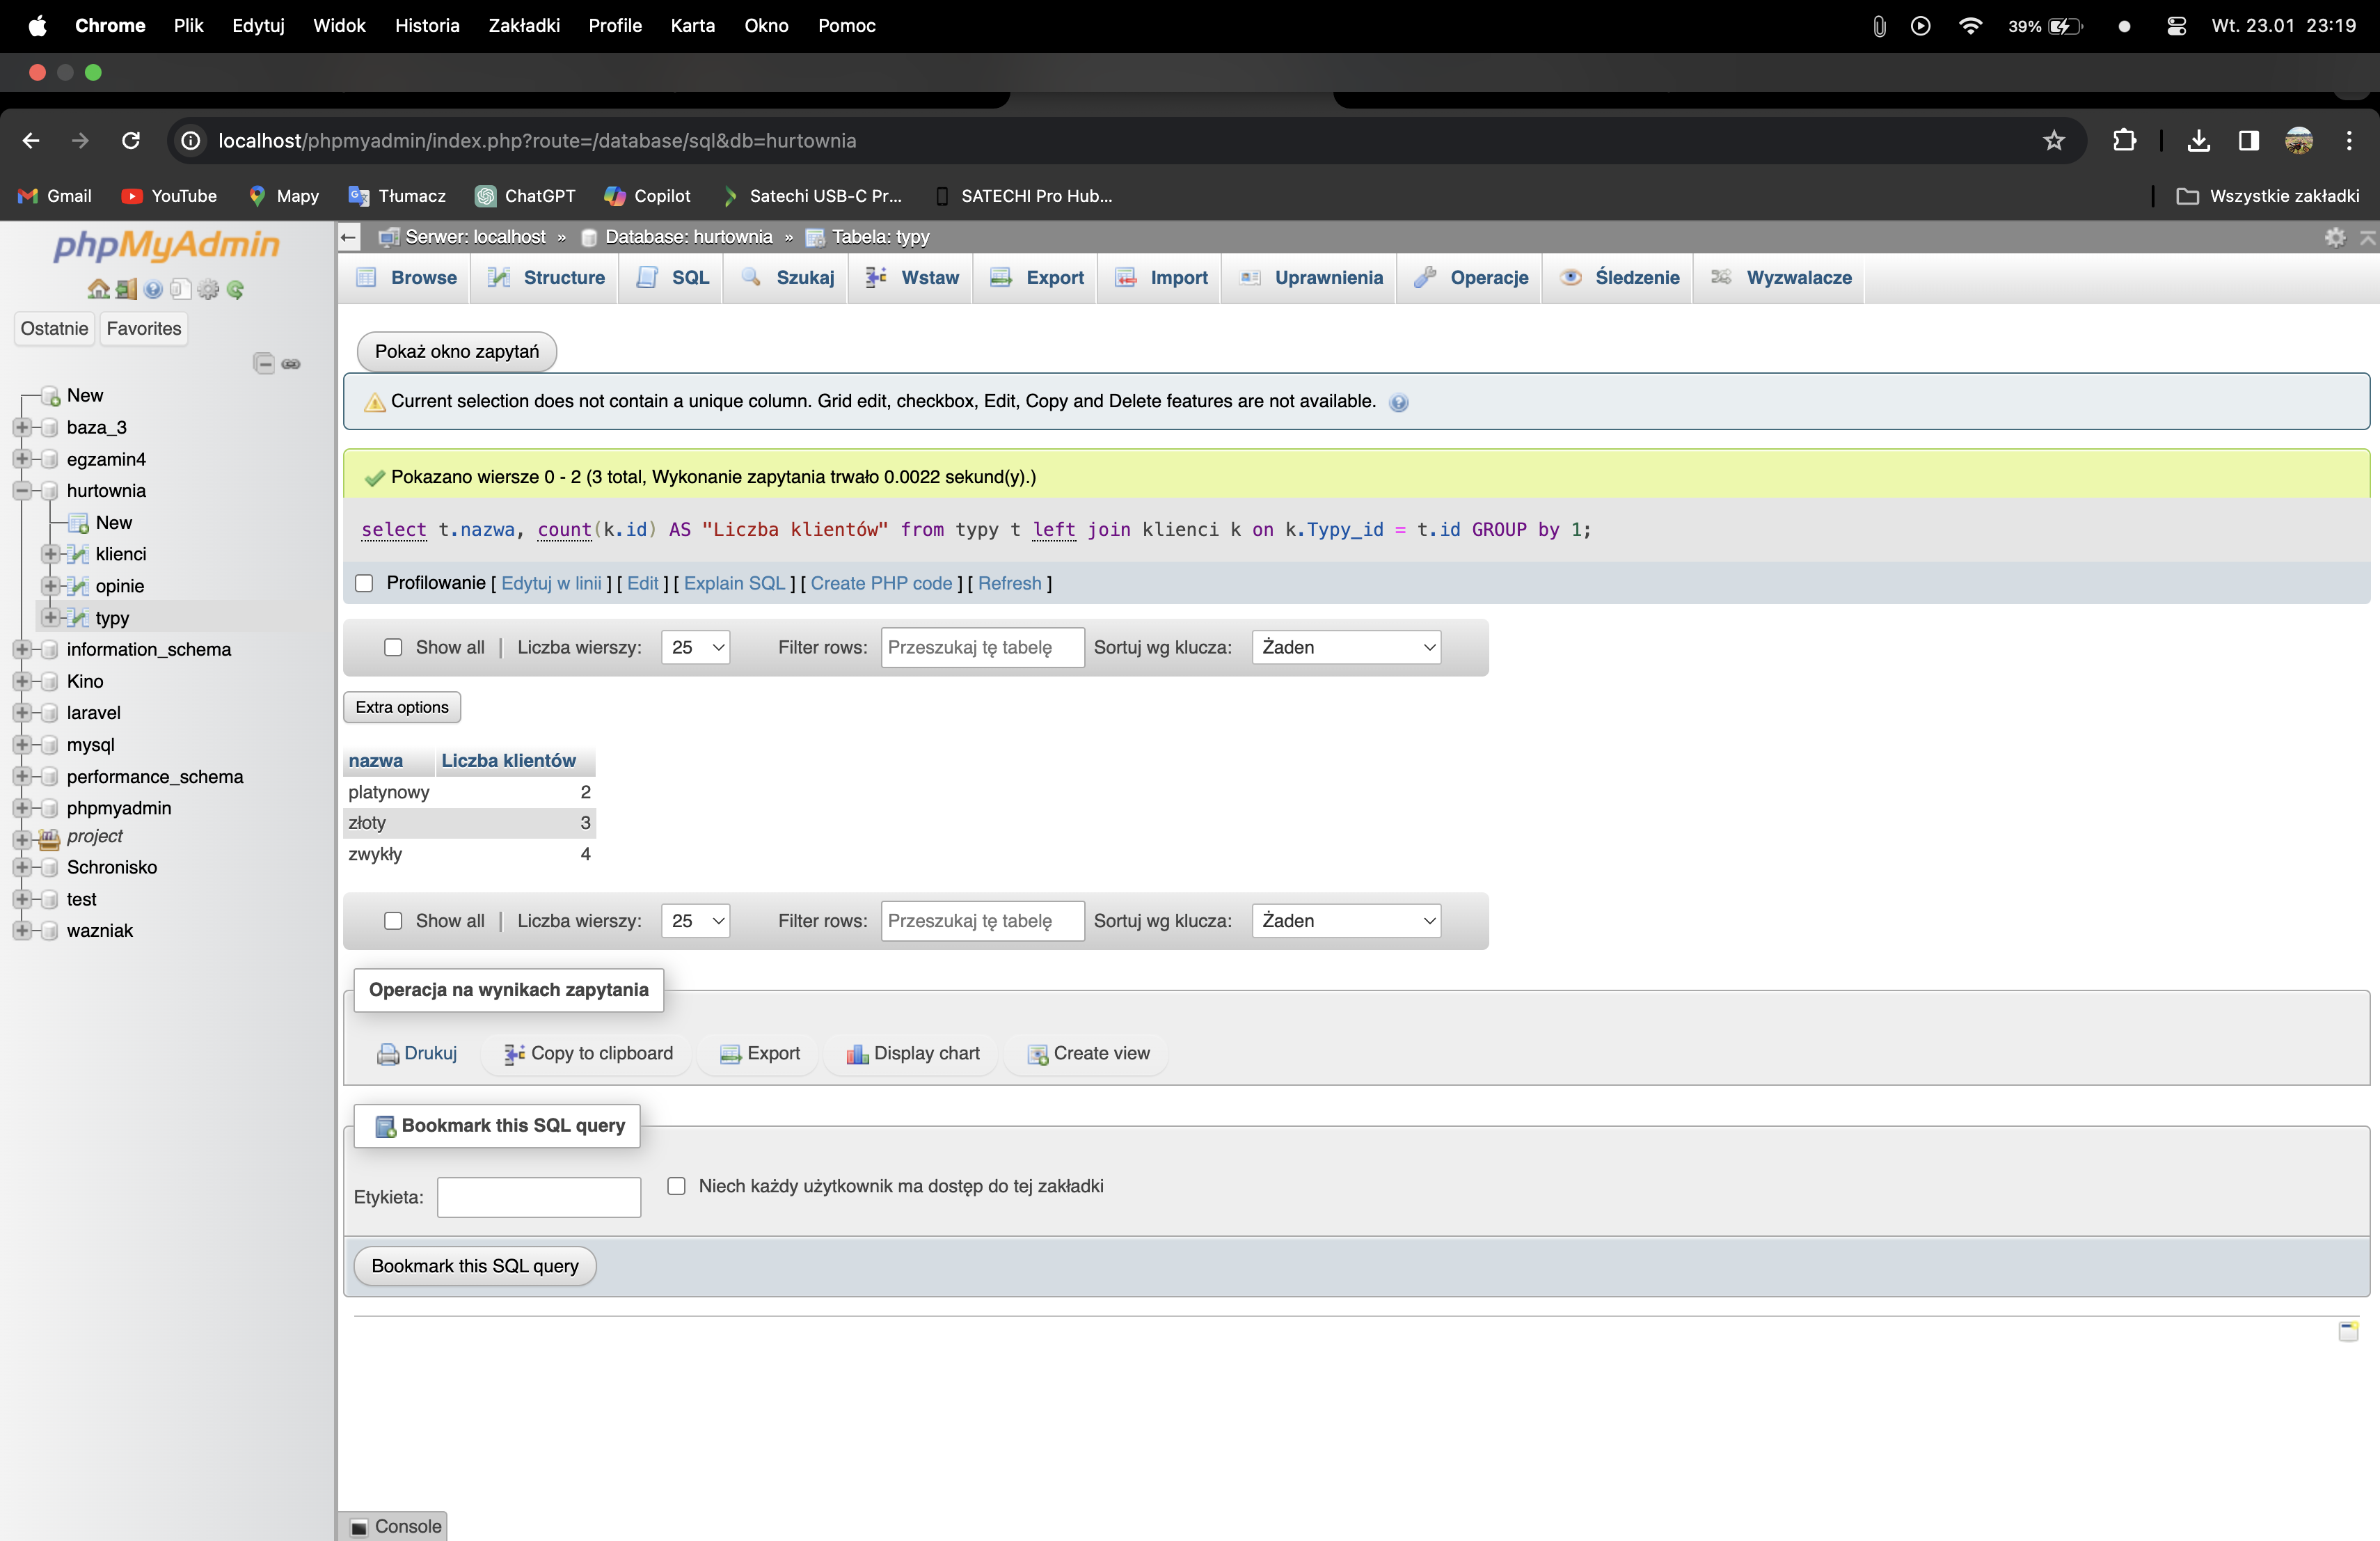 Chrome Plik Edytuj Widok Historia Zakładki Profile Karta Okno Pomoc 39% Wt. 23.01 23:19
localhost/phpmyadmin/index.php?route=/database/sql&db=hurtownia
Gmail YouTube Mapy Tłumacz ChatGPT Copilot Satechi USB-C Pr... SATECHI Pro Hub... Wszystkie zakładki
phpMyAdmin
Ostatnie Favorites
New
baza_3
egzamin4
hurtownia
New
klienci
opinie
typy
information_schema
Kino
laravel
mysql
performance_schema
phpmyadmin
project
Schronisko
test
wazniak
Serwer: localhost » Database: hurtownia » Tabela: typy
Browse Structure SQL Szukaj Wstaw Export Import Uprawnienia Operacje Śledzenie Wyzwalacze
Pokaż okno zapytań
Current selection does not contain a unique column. Grid edit, checkbox, Edit, Copy and Delete features are not available.
Pokazano wiersze 0 - 2 (3 total, Wykonanie zapytania trwało 0.0022 sekund(y).)
select t.nazwa, count(k.id) AS "Liczba klientów" from typy t left join klienci k on k.Typy_id = t.id GROUP by 1;
Profilowanie [ Edytuj w linii ] [ Edit ] [ Explain SQL ] [ Create PHP code ] [ Refresh ]
Show all | Liczba wierszy: 25 Filter rows: Przeszukaj tę tabelę Sortuj wg klucza: Żaden
Extra options
nazwa Liczba klientów
platynowy 2
złoty 3
zwykły 4
Show all | Liczba wierszy: 25 Filter rows: Przeszukaj tę tabelę Sortuj wg klucza: Żaden
Operacja na wynikach zapytania
Drukuj Copy to clipboard Export Display chart Create view
Bookmark this SQL query
Etykieta: Niech każdy użytkownik ma dostęp do tej zakładki
Bookmark this SQL query
Console